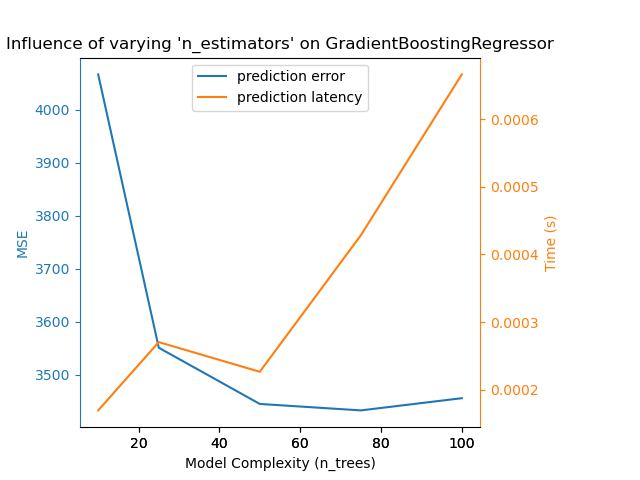 Influence of varying 'n_estimators' on GradientBoostingRegressor
prediction error
prediction latency
4000
3900
3800
3700
3600
3500
MSE
0.0006
0.0005
0.0004
0.0003
0.0002
Time (s)
20 40 60 80 100
Model Complexity (n_trees)